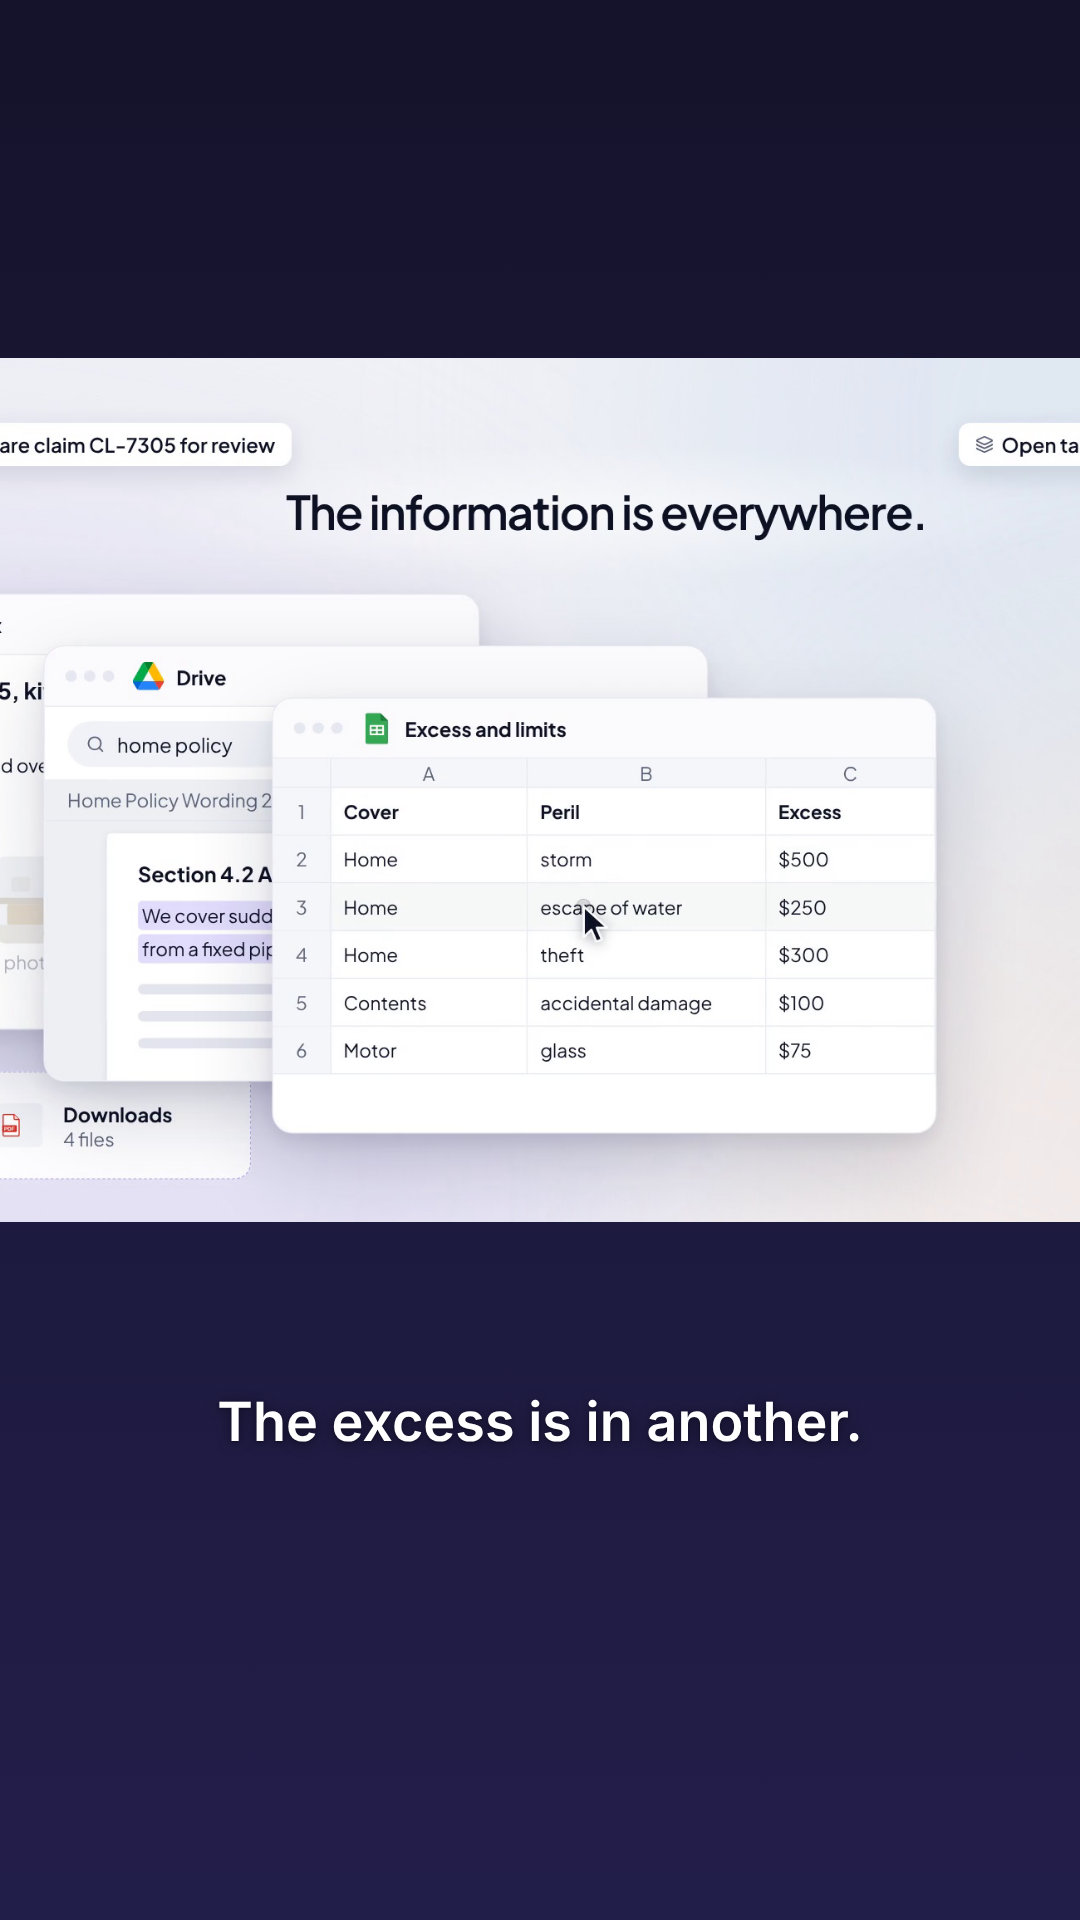 are claim CL-7305 for review
Open ta
The information is everywhere.
5, ki
d ove
phot
Drive
home policy
Home Policy Wording 2
Section 4.2 A
We cover sudd
from a fixed pip
Downloads
4 files
Excess and limits
A B C
1 Cover Peril Excess
2 Home storm $500
3 Home escape of water $250
4 Home theft $300
5 Contents accidental damage $100
6 Motor glass $75
The excess is in another.